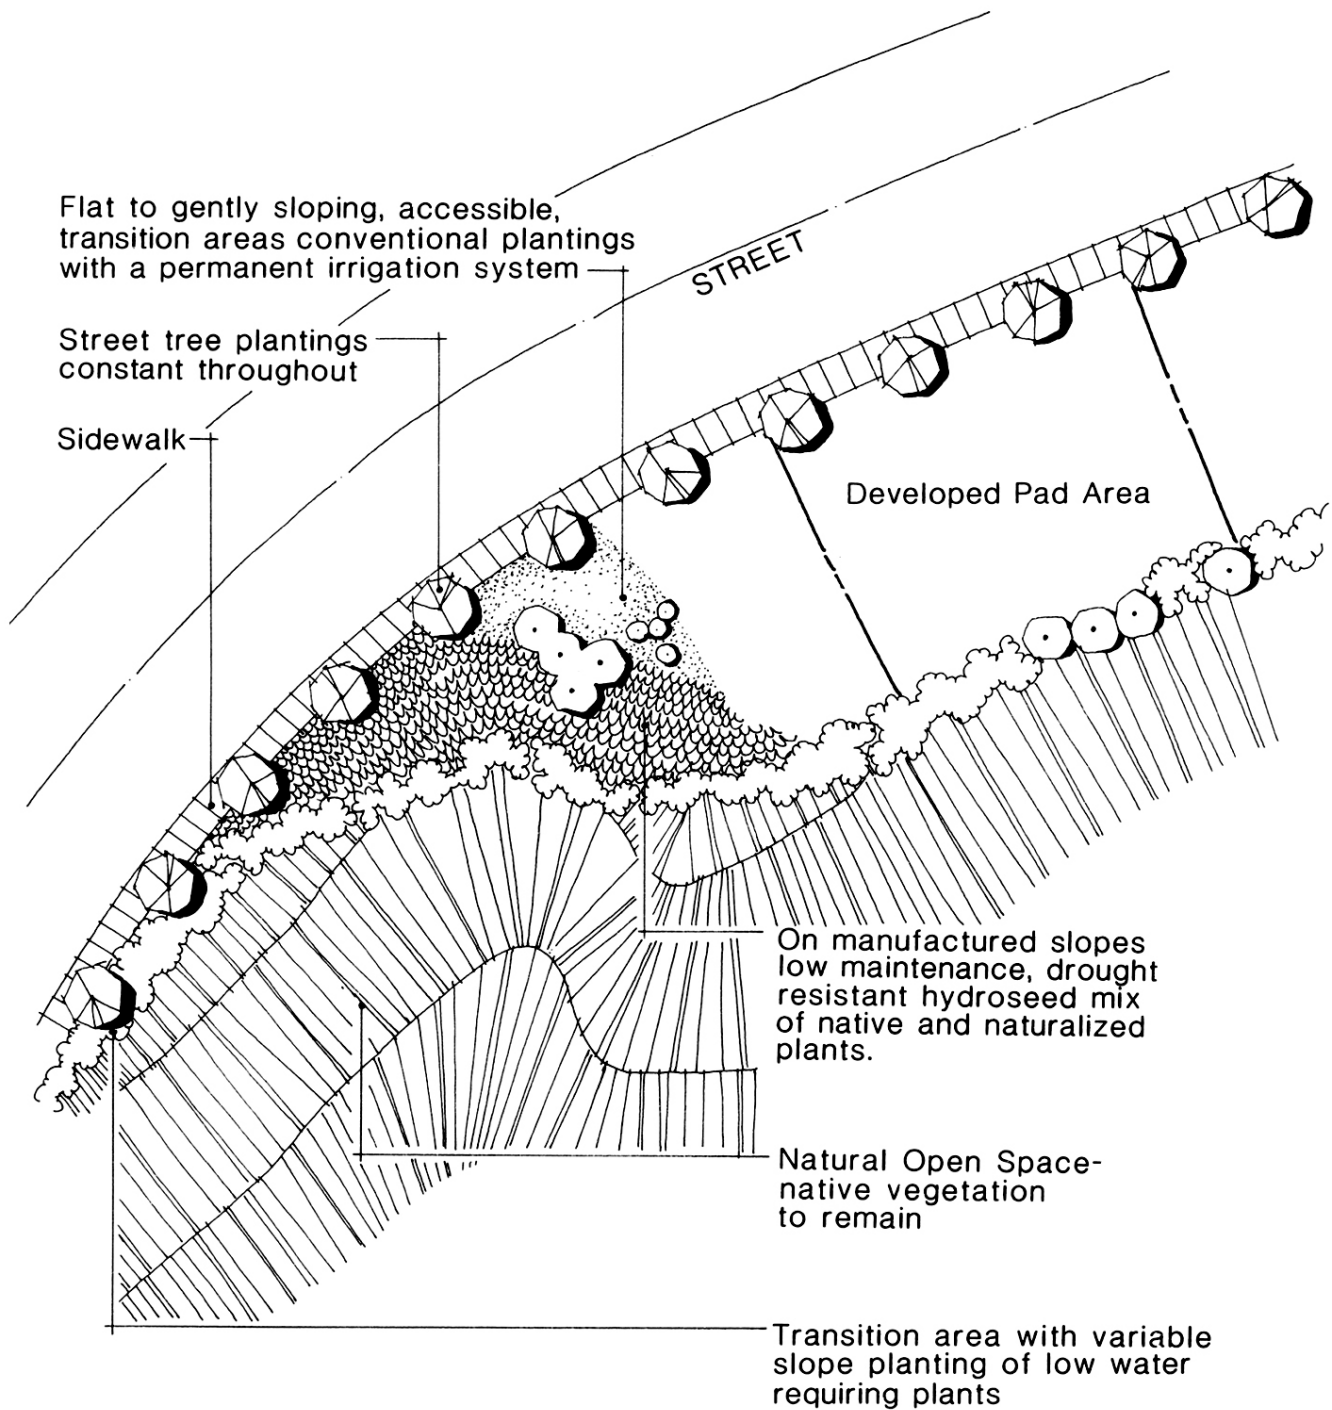 Flat to gently sloping, accessible,
transition areas conventional plantings
with a permanent irrigation system
STREET
Street tree plantings
constant throughout
Sidewalk
Developed Pad Area
On manufactured slopes
low maintenance, drought
resistant hydroseed mix
of native and naturalized
plants.
Natural Open Space-
native vegetation
to remain
Transition area with variable
slope planting of low water
requiring plants